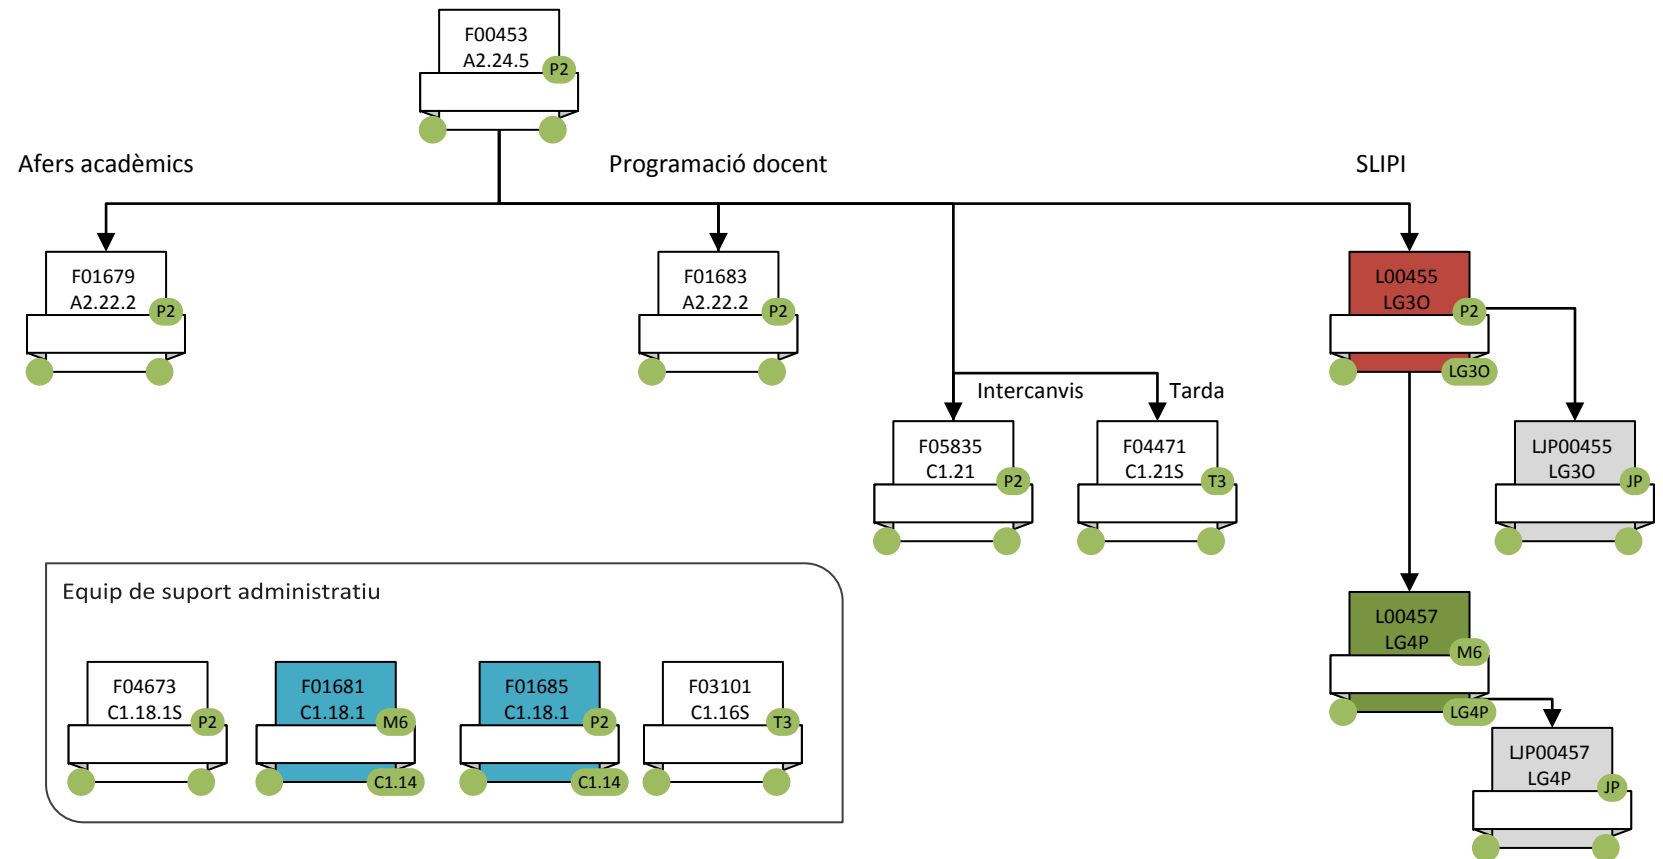 F00453
A2.24.5
P2
Afers acadèmics
Programació docent
SLIPI
F01679
A2.22.2
P2
F01683
A2.22.2
P2
L00455
LG3O
P2
LG3O
Intercanvis
Tarda
F05835
C1.21
P2
F04471
C1.21S
T3
LJP00455
LG3O
JP
Equip de suport administratiu
L00457
LG4P
M6
LG4P
F04673
C1.18.1S
P2
F01681
C1.18.1
M6
C1.14
F01685
C1.18.1
P2
C1.14
F03101
C1.16S
T3
LJP00457
LG4P
JP